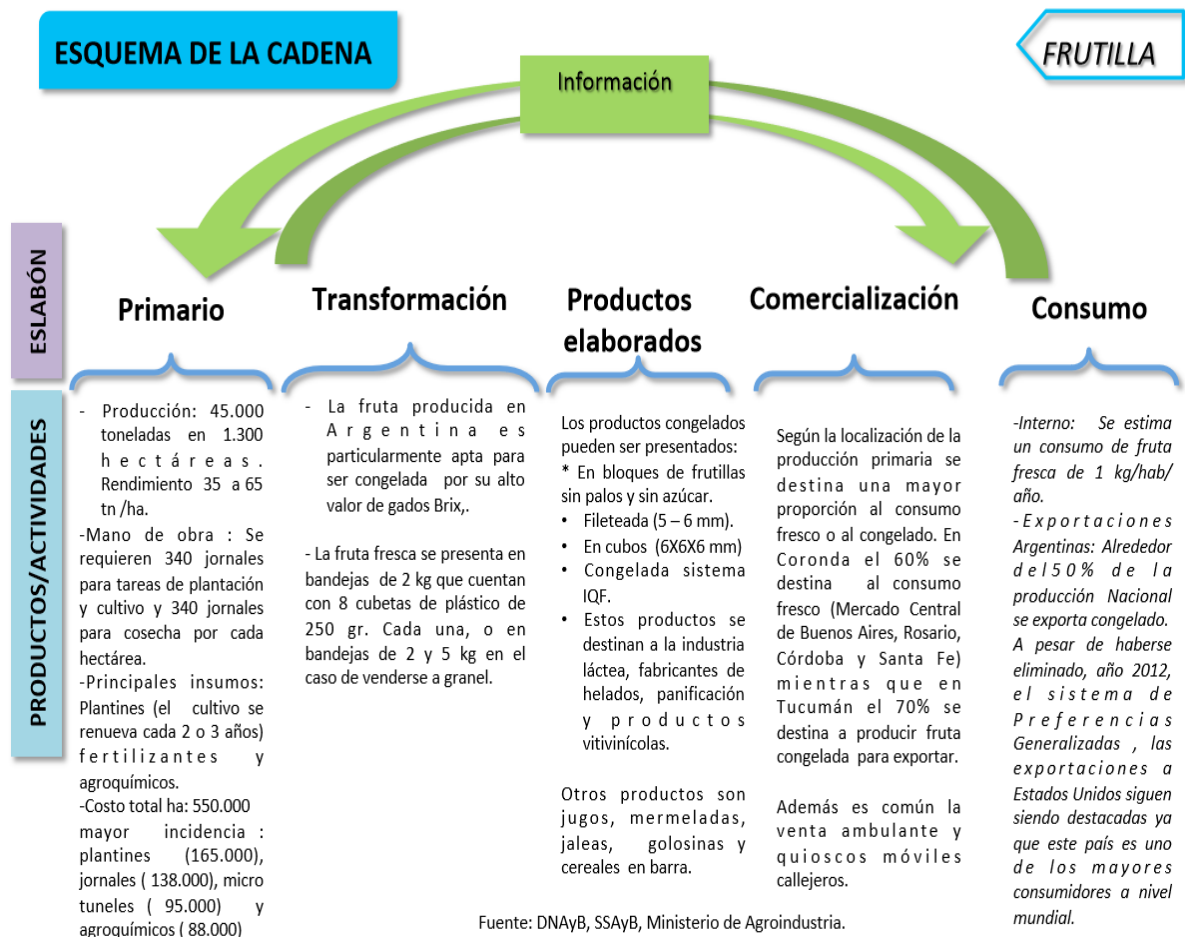 ESQUEMA DE LA CADENA
FRUTILLA
Información
ESLABÓN
PRODUCTOS/ACTIVIDADES
Primario
- Producción: 45.000
toneladas en 1.300
hectáreas.
Rendimiento 35 a 65
tn /ha.
-Mano de obra : Se
requieren 340 jornales
para tareas de plantación
y cultivo y 340 jornales
para cosecha por cada
hectárea.
-Principales insumos:
Plantines (el cultivo se
renueva cada 2 o 3 años)
fertilizantes y
agroquímicos.
-Costo total ha: 550.000
mayor incidencia :
plantines (165.000),
jornales ( 138.000), micro
tuneles ( 95.000) y
agroquímicos ( 88.000)
Transformación
- La fruta producida en
Argentina es
particularmente apta para
ser congelada por su alto
valor de gados Brix,.
- La fruta fresca se presenta en
bandejas de 2 kg que cuentan
con 8 cubetas de plástico de
250 gr. Cada una, o en
bandejas de 2 y 5 kg en el
caso de venderse a granel.
Productos
elaborados
Los productos congelados
pueden ser presentados:
* En bloques de frutillas
sin palos y sin azúcar.
• Fileteada (5 – 6 mm).
• En cubos (6X6X6 mm)
• Congelada sistema
IQF.
• Estos productos se
destinan a la industria
láctea, fabricantes de
helados, panificación
y productos
vitivinícolas.
Otros productos son
jugos, mermeladas,
jaleas, golosinas y
cereales en barra.
Comercialización
Según la localización de la
producción primaria se
destina una mayor
proporción al consumo
fresco o al congelado. En
Coronda el 60% se
destina al consumo
fresco (Mercado Central
de Buenos Aires, Rosario,
Córdoba y Santa Fe)
mientras que en
Tucumán el 70% se
destina a producir fruta
congelada para exportar.
Además es común la
venta ambulante y
quioscos móviles
callejeros.
Consumo
-Interno: Se estima
un consumo de fruta
fresca de 1 kg/hab/
año.
-Exportaciones
Argentinas: Alrededor
del50% de la
producción Nacional
se exporta congelado.
A pesar de haberse
eliminado, año 2012,
el sistema de
Preferencias
Generalizadas , las
exportaciones a
Estados Unidos siguen
siendo destacadas ya
que este país es uno
de los mayores
consumidores a nivel
mundial.
Fuente: DNAyB, SSAyB, Ministerio de Agroindustria.